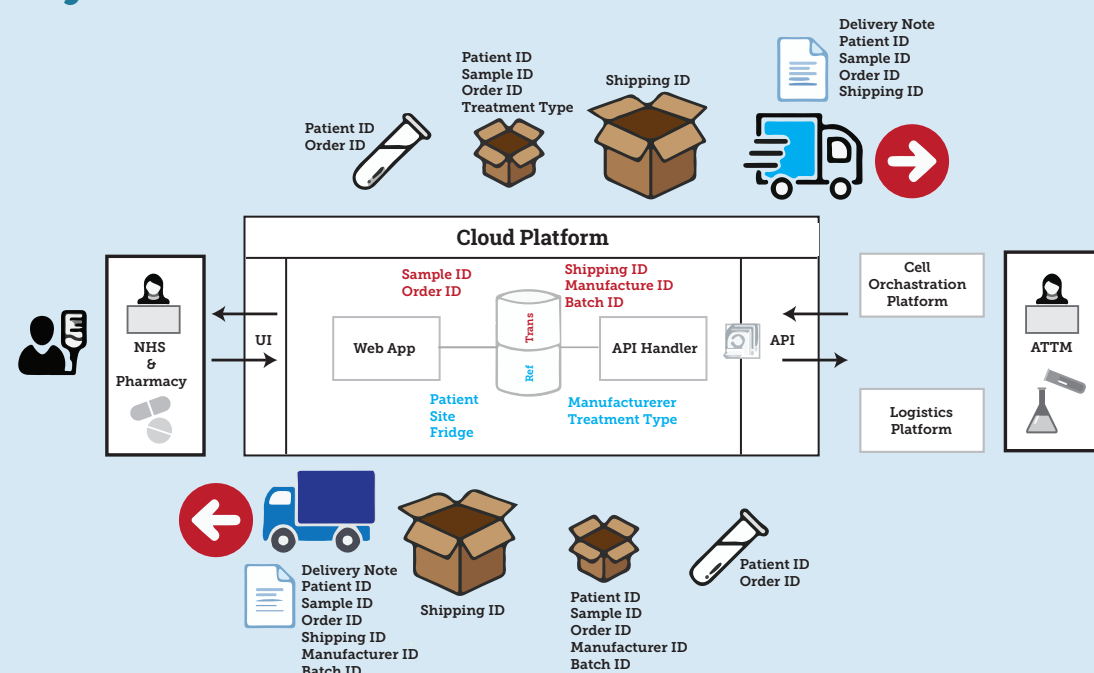 Delivery Note
Patient ID
Sample ID
Order ID
Shipping ID
Patient ID
Sample ID
Order ID
Treatment Type
Shipping ID
Patient ID
Order ID
Cloud Platform
Sample ID
Order ID
Shipping ID
Manufacture ID
Batch ID
NHS
&
Pharmacy
UI
Web App
Trans
Ref
API Handler
API
Cell
Orchastration
Platform
ATTM
Patient
Site
Fridge
Manufacturerer
Treatment Type
Logistics
Platform
Delivery Note
Patient ID
Sample ID
Order ID
Shipping ID
Manufacturer ID
Batch ID
Shipping ID
Patient ID
Sample ID
Order ID
Manufacturer ID
Batch ID
Patient ID
Order ID